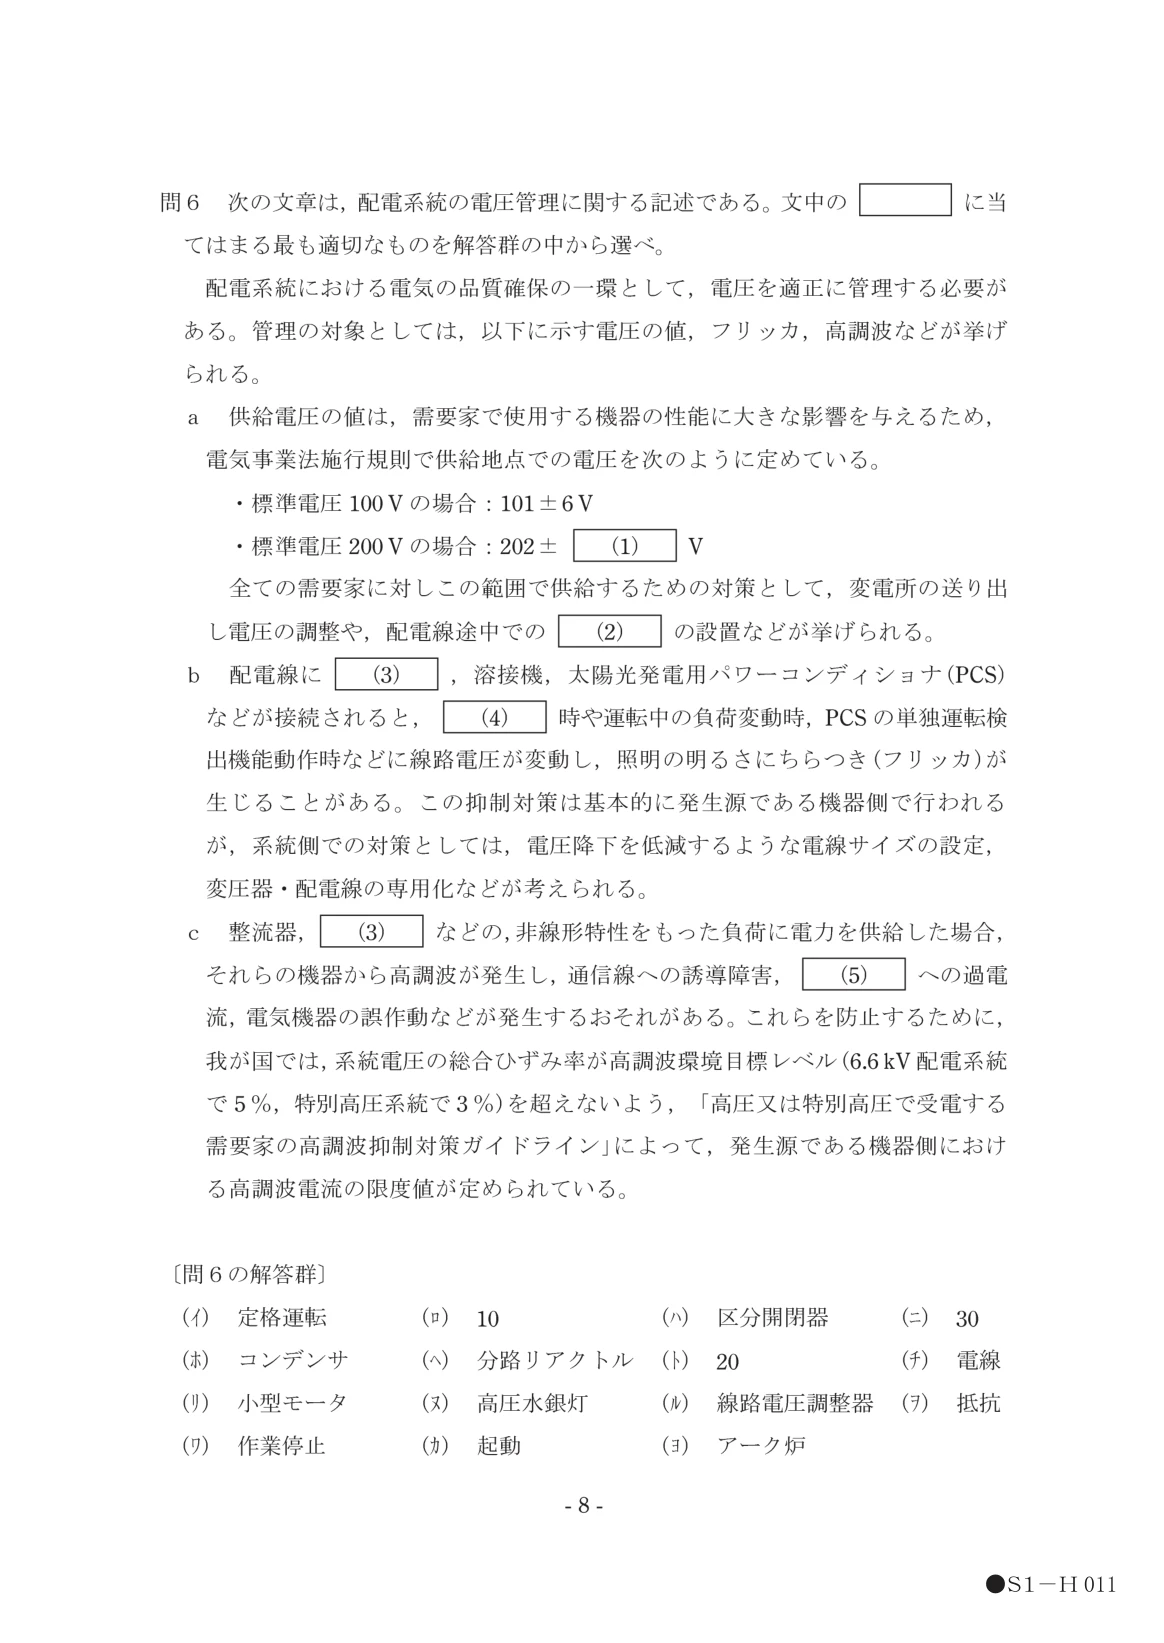 問6 次の文章は，配電系統の電圧管理に関する記述である。文中の に当
てはまる最も適切なものを解答群の中から選べ。
配電系統における電気の品質確保の一環として，電圧を適正に管理する必要が
ある。管理の対象としては，以下に示す電圧の値，フリッカ，高調波などが挙げ
られる。
a 供給電圧の値は，需要家で使用する機器の性能に大きな影響を与えるため，
電気事業法施行規則で供給地点での電圧を次のように定めている。
・標準電圧 100 V の場合：101 ± 6 V
・標準電圧 200 V の場合：202 ± (1) V
全ての需要家に対しこの範囲で供給するための対策として，変電所の送り出
し電圧の調整や，配電線途中での (2) の設置などが挙げられる。
b 配電線に (3) ，溶接機，太陽光発電用パワーコンディショナ(PCS)
などが接続されると， (4) 時や運転中の負荷変動時，PCS の単独運転検
出機能動作時などに線路電圧が変動し，照明の明るさにちらつき(フリッカ)が
生じることがある。この抑制対策は基本的に発生源である機器側で行われる
が，系統側での対策としては，電圧降下を低減するような電線サイズの設定，
変圧器・配電線の専用化などが考えられる。
c 整流器， (3) などの，非線形特性をもった負荷に電力を供給した場合，
それらの機器から高調波が発生し，通信線への誘導障害， (5) への過電
流，電気機器の誤作動などが発生するおそれがある。これらを防止するために，
我が国では，系統電圧の総合ひずみ率が高調波環境目標レベル(6.6 kV 配電系統
で 5 %，特別高圧系統で 3 %)を超えないよう，「高圧又は特別高圧で受電する
需要家の高調波抑制対策ガイドライン」によって，発生源である機器側におけ
る高調波電流の限度値が定められている。
〔問6の解答群〕
(イ) 定格運転 (ロ) 10 (ハ) 区分開閉器 (ニ) 30
(ホ) コンデンサ (ヘ) 分路リアクトル (ト) 20 (チ) 電線
(リ) 小型モータ (ヌ) 高圧水銀灯 (ル) 線路電圧調整器 (ヲ) 抵抗
(ワ) 作業停止 (カ) 起動 (ヨ) アーク炉
- 8 -
●S1－H 011